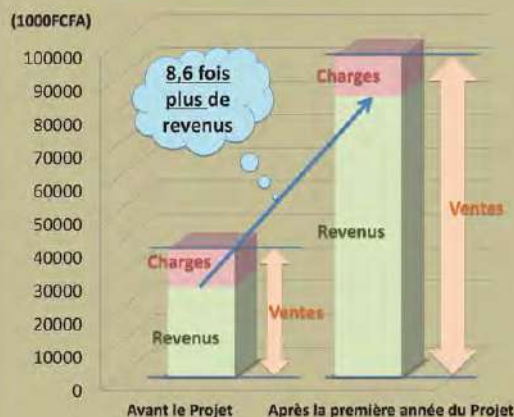 (1000FCFA)
100000
90000
80000
70000
60000
50000
40000
30000
20000
10000
0
8,6 fois
plus de
revenus
Charges
Revenus
Ventes
Charges
Revenus
Ventes
Avant le Projet
Après la première année du Projet